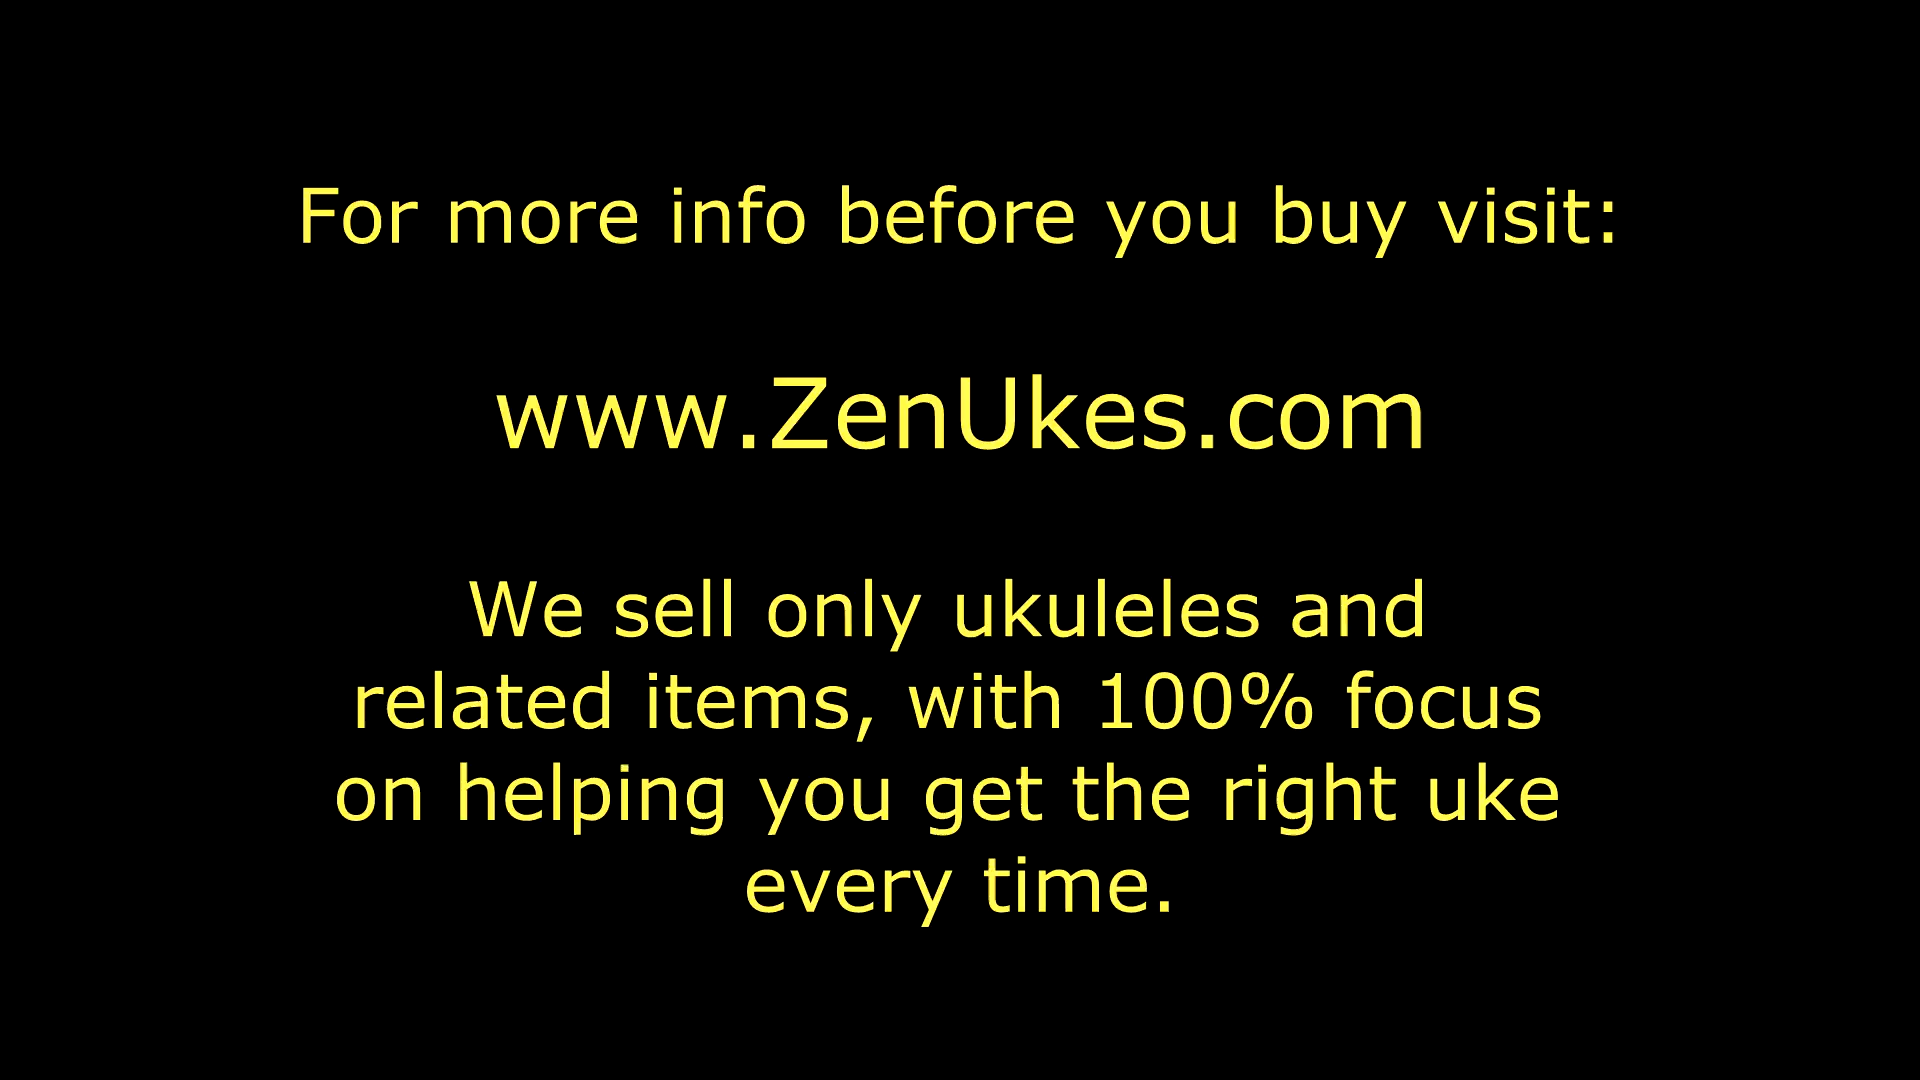 For more info before you buy visit:
www.ZenUkes.com
We sell only ukuleles and
related items, with 100% focus
on helping you get the right uke
every time.